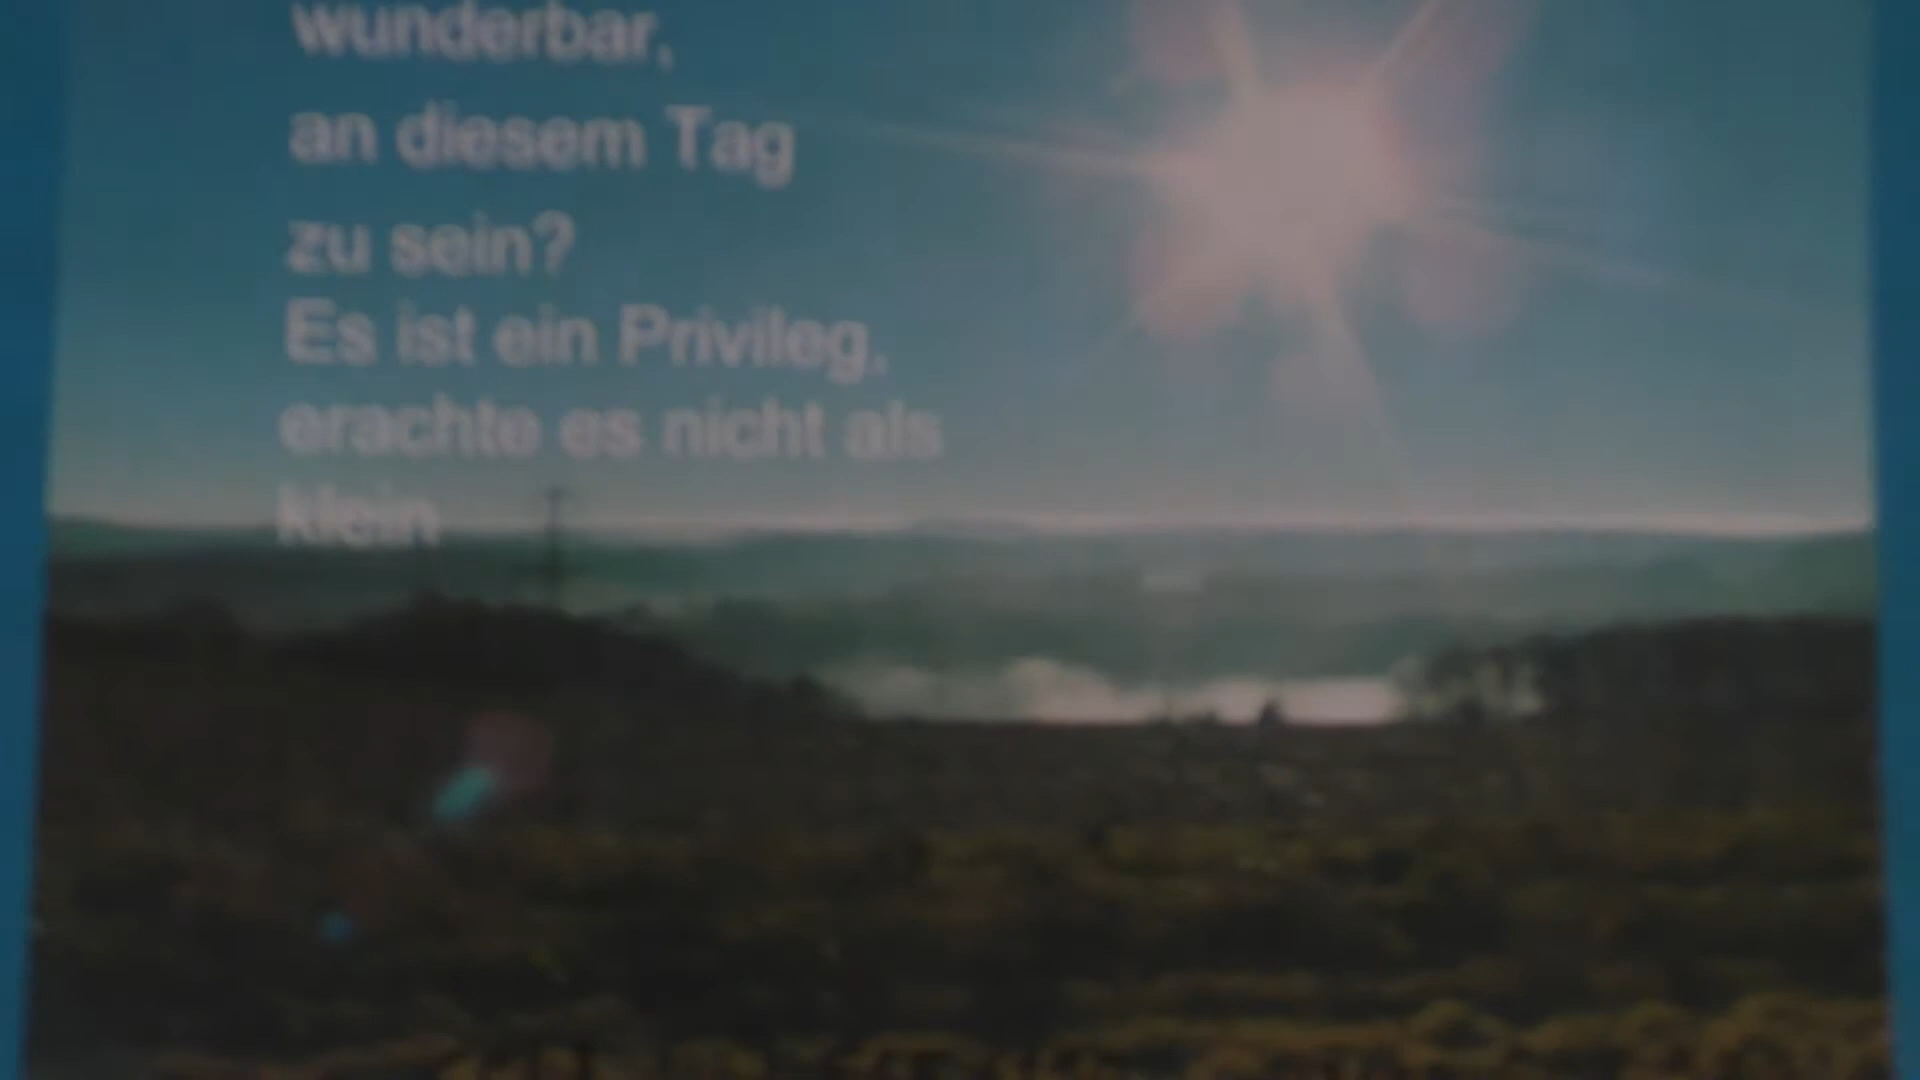 wunderbar,
an diesem Tag
zu sein?
Es ist ein Privileg,
erachte es nicht als
klein